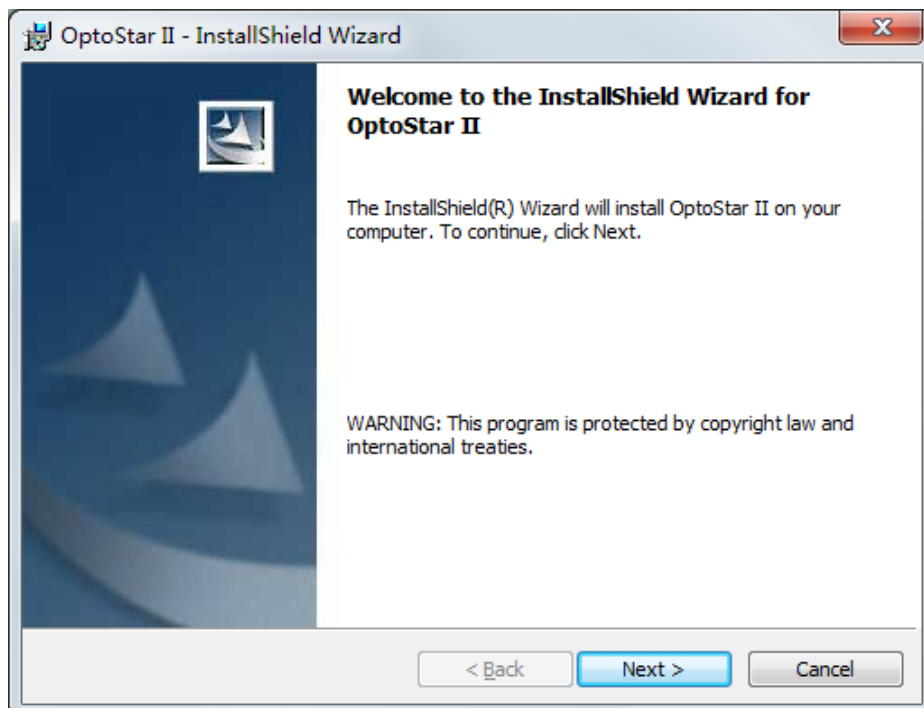 OptoStar II - InstallShield Wizard
Welcome to the InstallShield Wizard for
OptoStar II
The InstallShield(R) Wizard will install OptoStar II on your
computer. To continue, click Next.
WARNING: This program is protected by copyright law and
international treaties.
< Back
Next >
Cancel